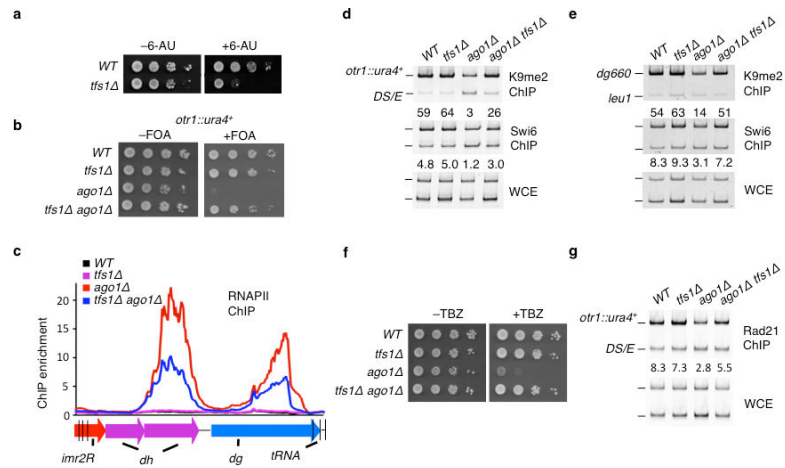 a
–6-AU +6-AU
WT
tfs1Δ
b
otr1::ura4⁺
–FOA +FOA
WT
tfs1Δ
ago1Δ
tfs1Δ ago1Δ
c
WT
tfs1Δ
ago1Δ
tfs1Δ ago1Δ
RNAPII
ChIP
ChIP enrichment
20
15
10
5
0
imr2R dh dg tRNA
d
WT tfs1Δ ago1Δ ago1Δ tfs1Δ
otr1::ura4⁺
DS/E
K9me2
ChIP
59 64 3 26
Swi6
ChIP
4.8 5.0 1.2 3.0
WCE
e
WT tfs1Δ ago1Δ ago1Δ tfs1Δ
dg660
leu1
K9me2
ChIP
54 63 14 51
Swi6
ChIP
8.3 9.3 3.1 7.2
WCE
f
–TBZ +TBZ
WT
tfs1Δ
ago1Δ
tfs1Δ ago1Δ
g
WT tfs1Δ ago1Δ ago1Δ tfs1Δ
otr1::ura4⁺
DS/E
Rad21
ChIP
8.3 7.3 2.8 5.5
WCE